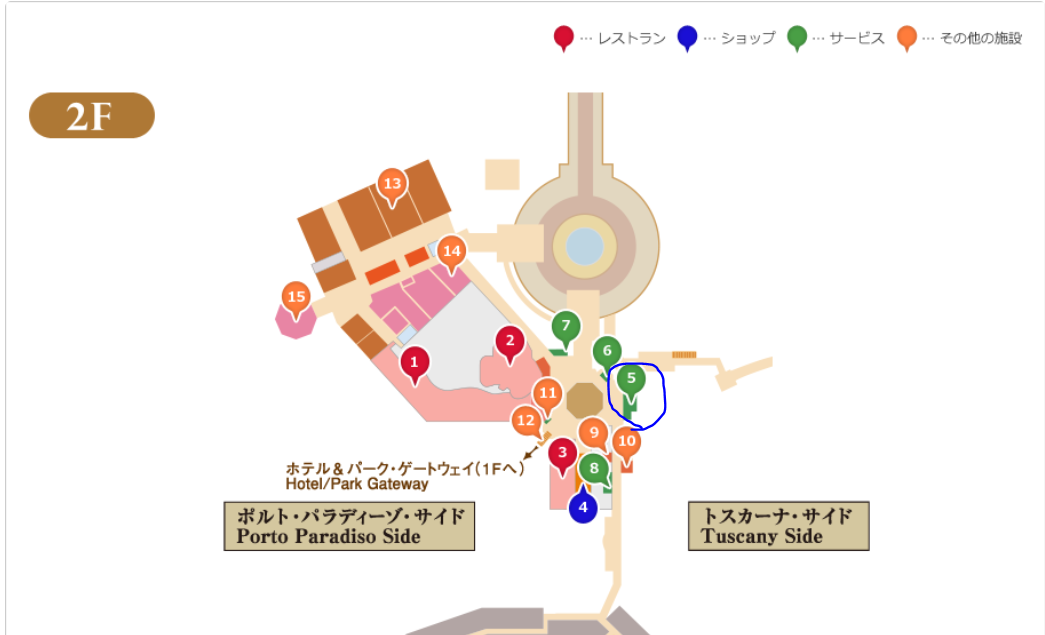 … レストラン … ショップ … サービス … その他の施設
2F
13
14
15
7
2
6
1
5
11
12
9
10
3
8
4
ホテル&パーク・ゲートウェイ(1Fへ)
Hotel/Park Gateway
ポルト・パラディーゾ・サイド
Porto Paradiso Side
トスカーナ・サイド
Tuscany Side